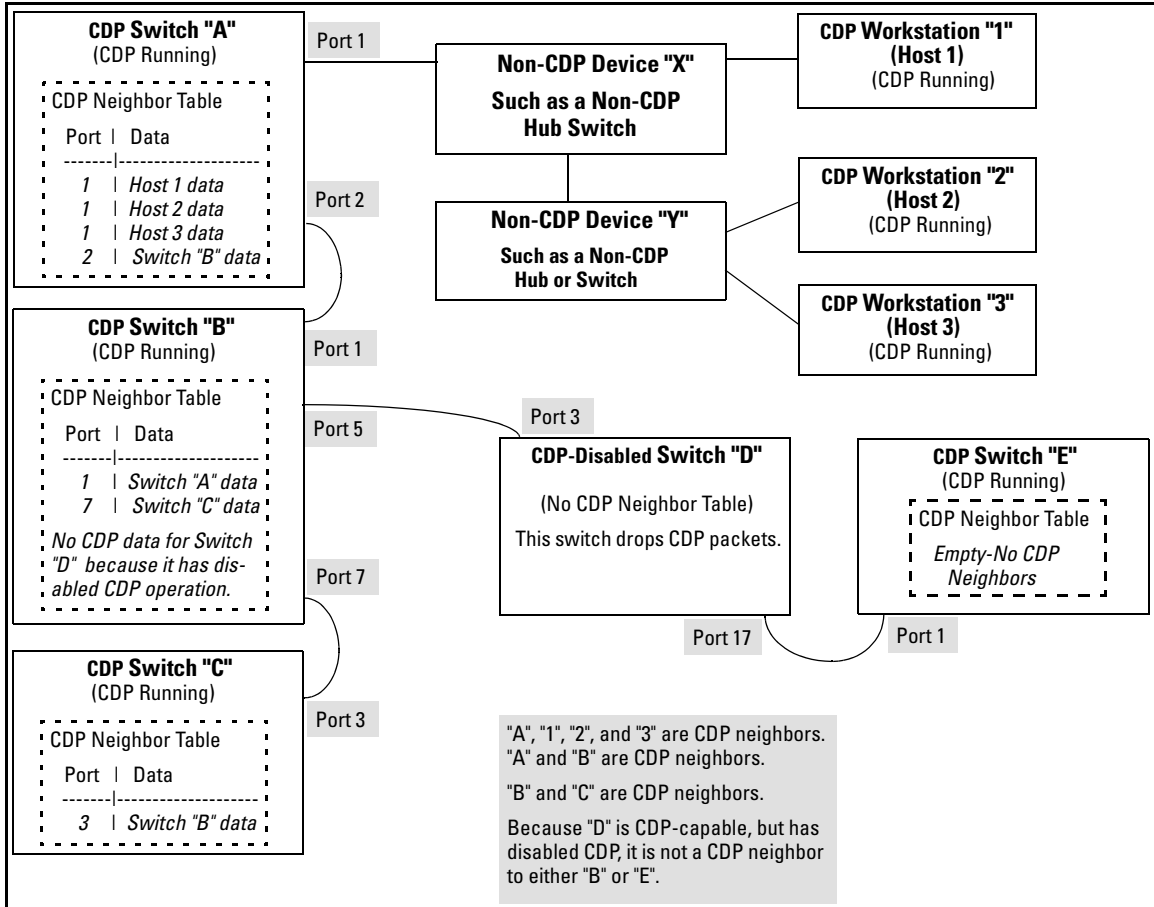 CDP Switch "A"
(CDP Running)
CDP Neighbor Table
Port | Data
-------|--------------------
1 | Host 1 data
1 | Host 2 data
1 | Host 3 data
2 | Switch "B" data
Port 1
Port 2
Non-CDP Device "X"
Such as a Non-CDP
Hub Switch
Non-CDP Device "Y"
Such as a Non-CDP
Hub or Switch
CDP Workstation "1"
(Host 1)
(CDP Running)
CDP Workstation "2"
(Host 2)
(CDP Running)
CDP Workstation "3"
(Host 3)
(CDP Running)
CDP Switch "B"
(CDP Running)
CDP Neighbor Table
Port | Data
-------|--------------------
1 | Switch "A" data
7 | Switch "C" data
No CDP data for Switch
"D" because it has dis-
abled CDP operation.
Port 1
Port 5
Port 7
Port 3
CDP-Disabled Switch "D"
(No CDP Neighbor Table)
This switch drops CDP packets.
Port 17
CDP Switch "E"
(CDP Running)
CDP Neighbor Table
Empty-No CDP
Neighbors
Port 1
CDP Switch "C"
(CDP Running)
CDP Neighbor Table
Port | Data
-------|--------------------
3 | Switch "B" data
Port 3
"A", "1", "2", and "3" are CDP neighbors.
"A" and "B" are CDP neighbors.
"B" and "C" are CDP neighbors.
Because "D" is CDP-capable, but has
disabled CDP, it is not a CDP neighbor
to either "B" or "E".